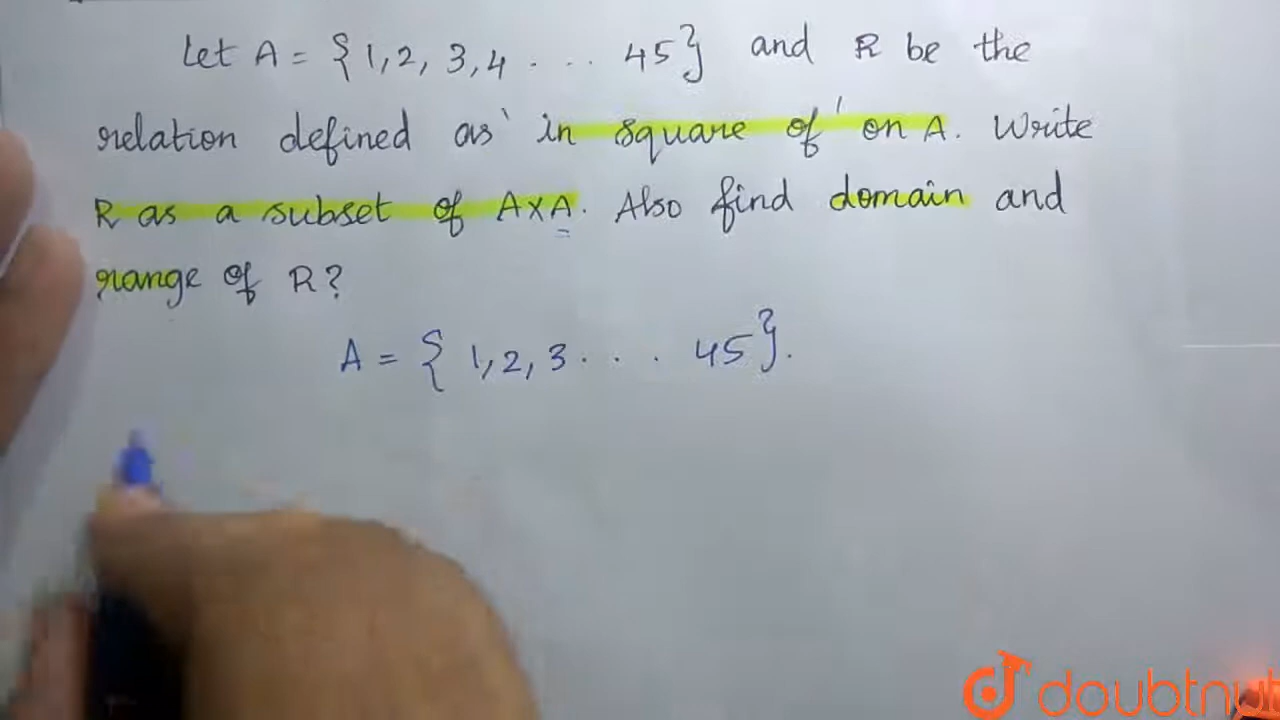 Let A = {1, 2, 3, 4 . ... 45} and R be the
relation defined as ‘in square of’ on A. Write
R as a subset of A×A. Also find domain and
range of R?
A = { 1, 2, 3 . . . 45}.
doubtnut